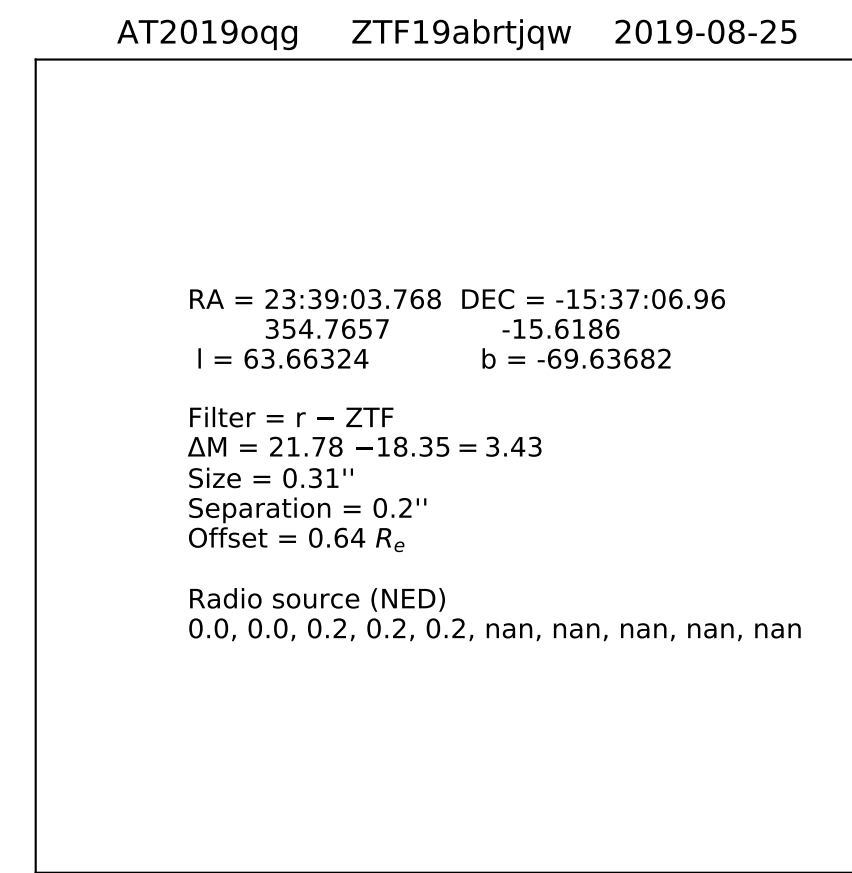 AT2019oqg ZTF19abrtjqw 2019-08-25
RA = 23:39:03.768 DEC = -15:37:06.96
354.7657 -15.6186
l = 63.66324 b = -69.63682
Filter = r − ZTF
ΔM = 21.78 −18.35 = 3.43
Size = 0.31''
Separation = 0.2''
Offset = 0.64 Re
Radio source (NED)
0.0, 0.0, 0.2, 0.2, 0.2, nan, nan, nan, nan, nan